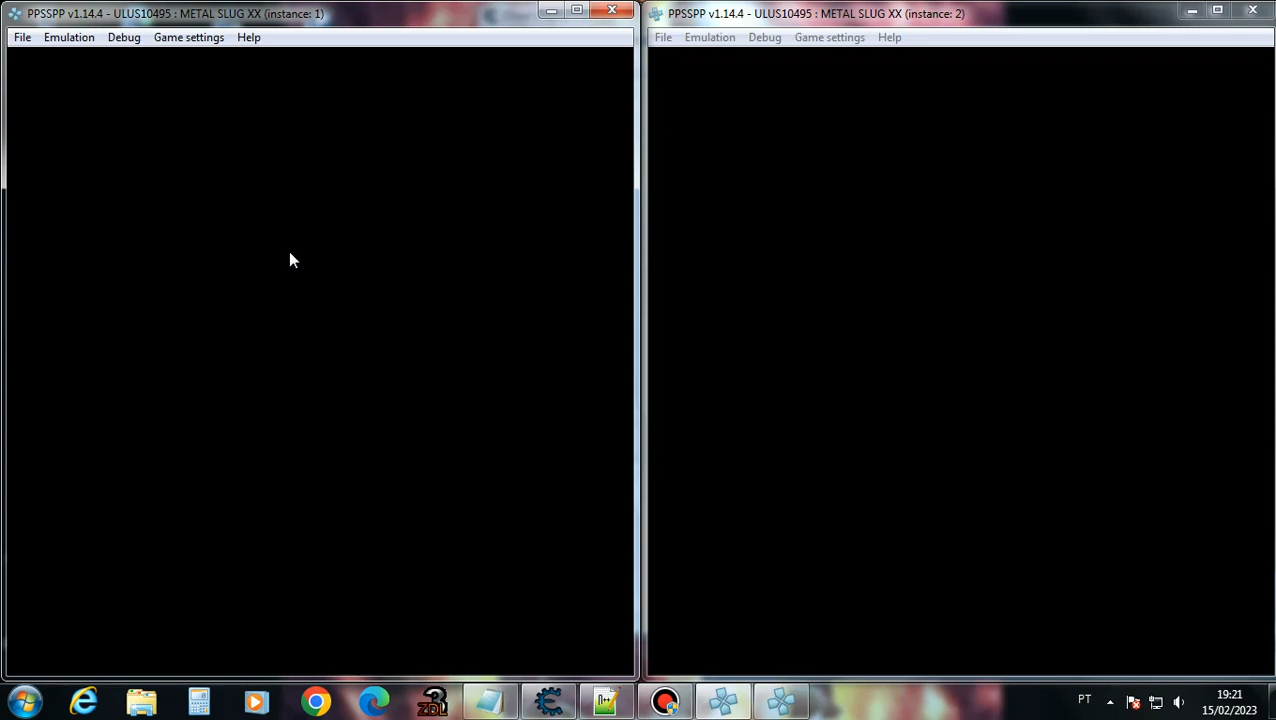 PPSSPP v1.14.4 - ULUS10495 : METAL SLUG XX (instance: 1)
File Emulation Debug Game settings Help
PPSSPP v1.14.4 - ULUS10495 : METAL SLUG XX (instance: 2)
File Emulation Debug Game settings Help
3
ZDL
PT
19:21
15/02/2023